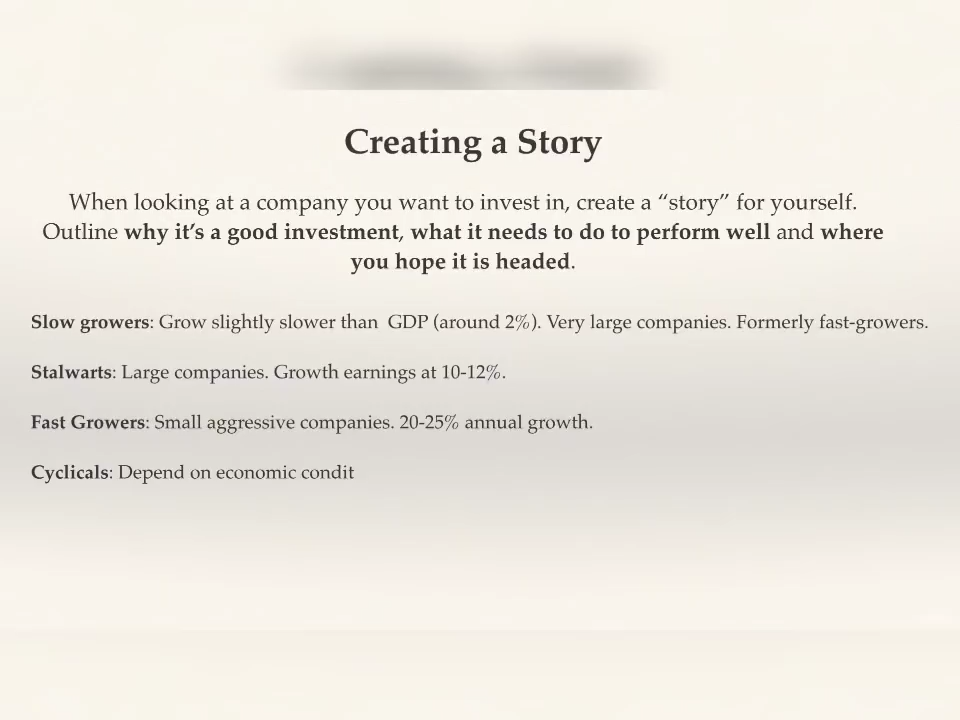 Creating a Story
When looking at a company you want to invest in, create a “story” for yourself.
Outline why it’s a good investment, what it needs to do to perform well and where
you hope it is headed.
Slow growers: Grow slightly slower than  GDP (around 2%). Very large companies. Formerly fast-growers.
Stalwarts: Large companies. Growth earnings at 10-12%.
Fast Growers: Small aggressive companies. 20-25% annual growth.
Cyclicals: Depend on economic condit